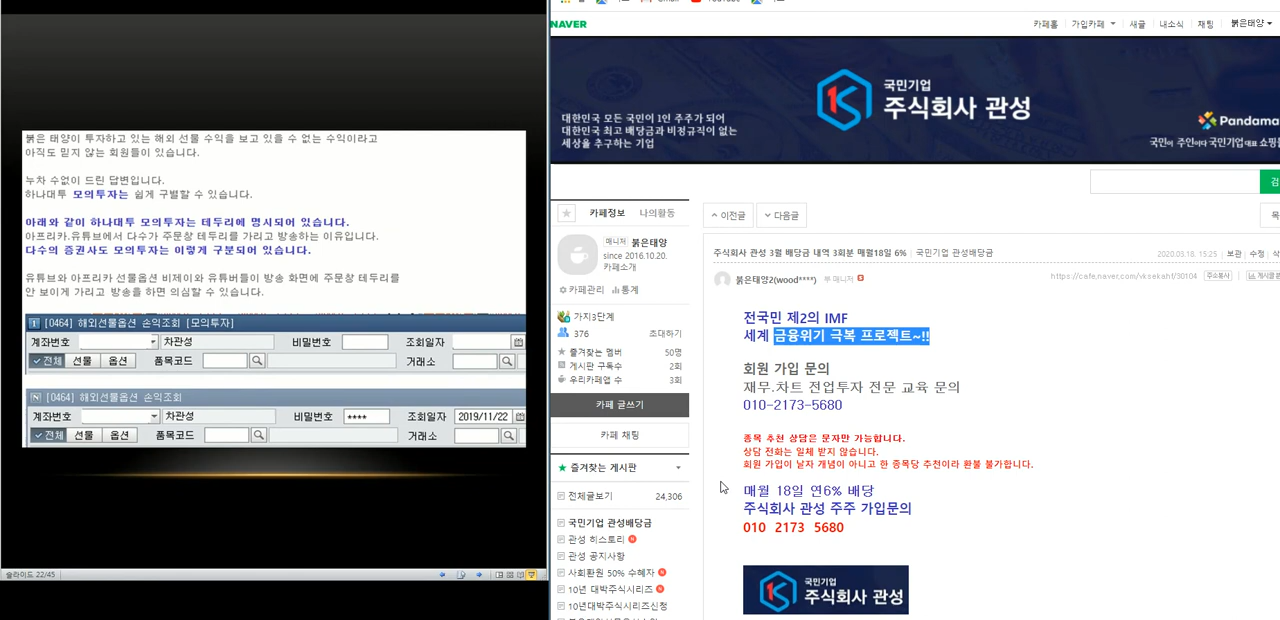 붉은 태양이 투자하고 있는 해외 선물 수익을 보고 있을 수 없는 수익이라고
아직도 믿지 않는 회원들이 있습니다.
누차 수없이 드린 답변입니다.
하나대투 모의투자는 쉽게 구별할 수 있습니다.
아래와 같이 하나대투 모의투자는 테두리에 명시되어 있습니다.
아프리카.유튜브에서 다수가 주문창 테두리를 가리고 방송하는 이유입니다.
다수의 증권사도 모의투자는 이렇게 구분되어 있습니다.
유튜브와 아프리카 선물옵션 비제이와 유튜버들이 방송 화면에 주문창 테두리를
안 보이게 가리고 방송을 하면 의심할 수 있습니다.
[0464] 해외선물옵션 손익조회 [모의투자]
계좌번호 차관성 비밀번호 조회일자
전체 선물 옵션 품목코드 거래소
[0464] 해외선물옵션 손익조회
계좌번호 차관성 비밀번호 **** 조회일자 2019/11/22
전체 선물 옵션 품목코드 거래소
슬라이드 22/45
NAVER
카페홈 가입카페 새글 내소식 채팅 붉은태양
대한민국 모든 국민이 1인 주주가 되어
대한민국 최고 배당금과 비정규직이 없는
세상을 추구하는 기업
국민기업
주식회사 관성
Pandama
국민이 주인이다 국민기업 대표 쇼핑
검
카페정보 나의활동
매니저 붉은태양
since 2016.10.20.
카페소개
카페관리 통계
가지3단계
376 초대하기
즐겨찾는 멤버 50명
게시판 구독수 2회
우리카페앱 수 3회
카페 글쓰기
카페 채팅
즐겨찾는 게시판
전체글보기 24,306
국민기업 관성배당금
관성 히스토리
관성 공지사항
사회환원 50% 수혜자
10년 대박주식시리즈
10년대박주식시리즈신청
이전글 다음글
목
주식회사 관성 3월 배당금 내역 3회분 매월18일 6% 국민기업 관성배당금
2020.03.18. 15:25 보관 수정 삭
붉은태양2(wood****) 부매니저
https://cafe.naver.com/vksekahf/30104 주소복사
전국민 제2의 IMF
세계 금융위기 극복 프로젝트~!!
회원 가입 문의
재무.차트 전업투자 전문 교육 문의
010-2173-5680
종목 추천 상담은 문자만 가능합니다.
상담 전화는 일체 받지 않습니다.
회원 가입이 날자 개념이 아니고 한 종목당 추천이라 환불 불가합니다.
매월 18일 연6% 배당
주식회사 관성 주주 가입문의
010 2173 5680
국민기업
주식회사 관성